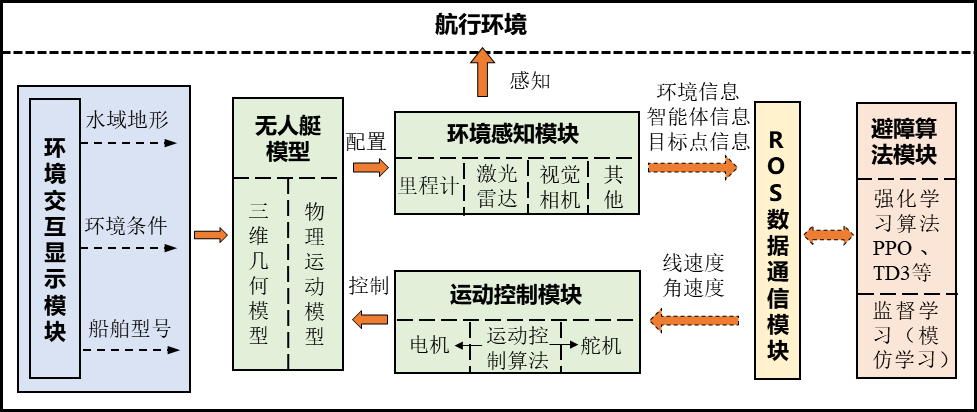 航行环境
感知
环境交互显示模块
水域地形
环境条件
船舶型号
无人艇
模型
三维几何模型
物理运动模型
配置
控制
环境感知模块
里程计
激光
雷达
视觉
相机
其
他
运动控制模块
电机
运动控
制算法
舵机
环境信息
智能体信息
目标点信息
线速度
角速度
ROS数据通信模块
避障算
法模块
强化学
习算法
PPO、
TD3等
监督学
习（模
仿学习）